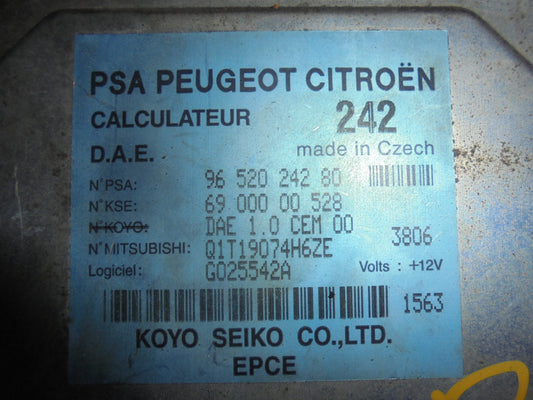 PSA PEUGEOT CITROËN
CALCULATEUR 242
D.A.E. made in Czech
N°PSA: 96 520 242 80
N°KSE: 69 000 00 528
N°KOYO: DAE 1.0 CEM 00
N°MITSUBISHI: Q1T19074H6ZE 3806
Logiciel: G025542A Volts : +12V
1563
KOYO SEIKO CO.,LTD.
EPCE